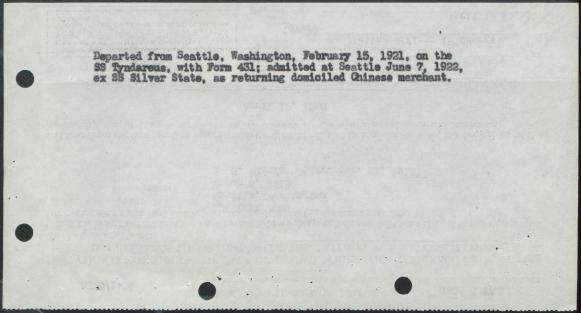 Departed from Seattle, Washington, February 15, 1921, on the
SS Tyndareus, with Form 431; admitted at Seattle June 7, 1922,
ex SS Silver State, as returning domiciled Chinese merchant.